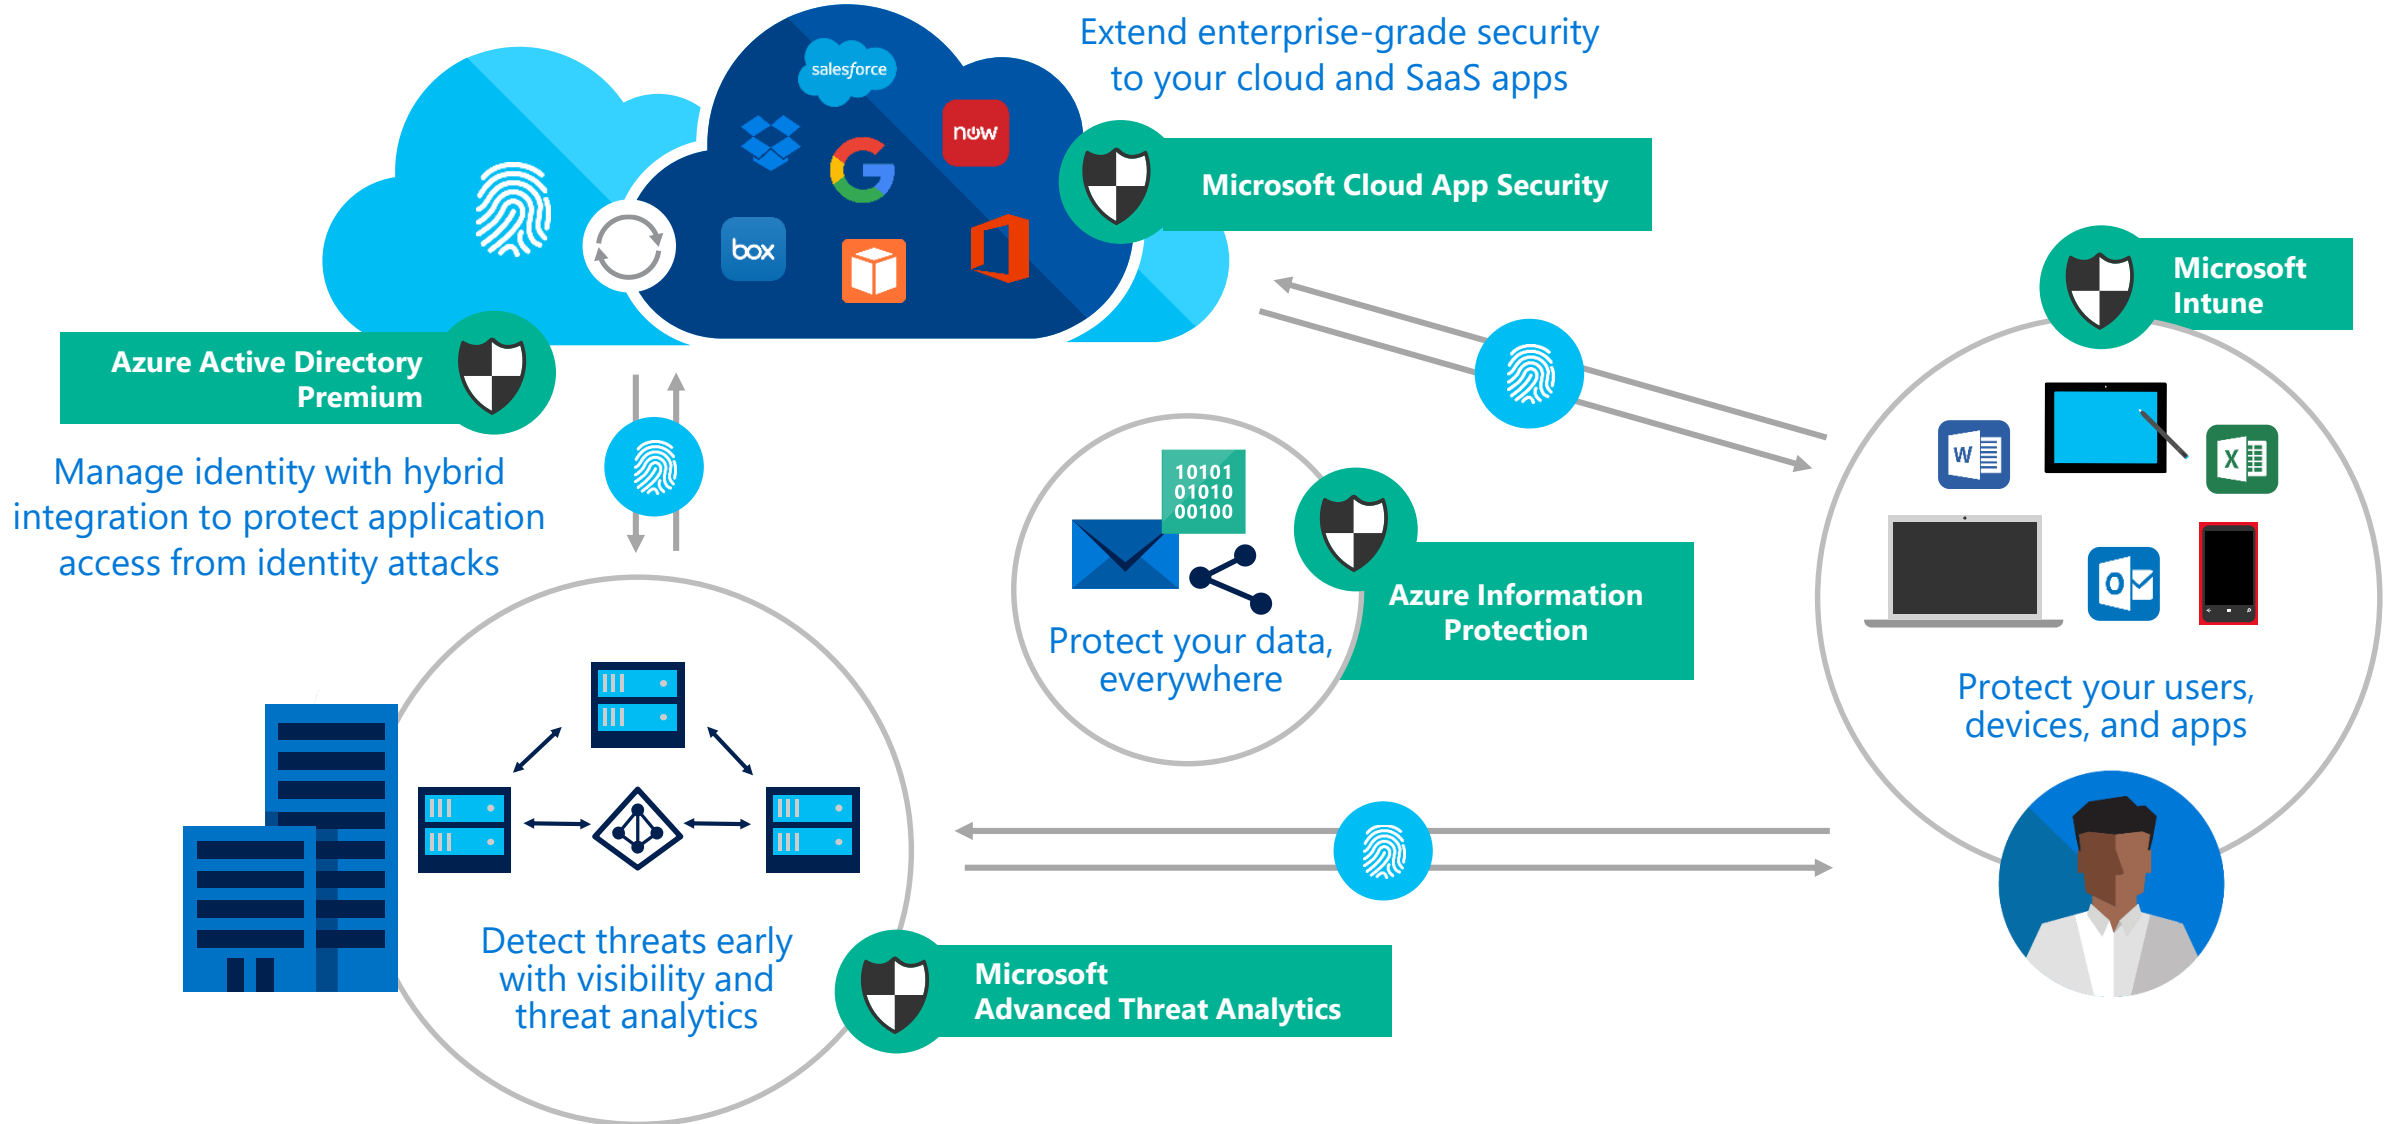 Extend enterprise-grade security
to your cloud and SaaS apps
salesforce
now
box
Microsoft Cloud App Security
Microsoft
Intune
Azure Active Directory
Premium
Manage identity with hybrid
integration to protect application
access from identity attacks
10101
01010
00100
W
X
O
Azure Information
Protection
Protect your data,
everywhere
Protect your users,
devices, and apps
Detect threats early
with visibility and
threat analytics
Microsoft
Advanced Threat Analytics